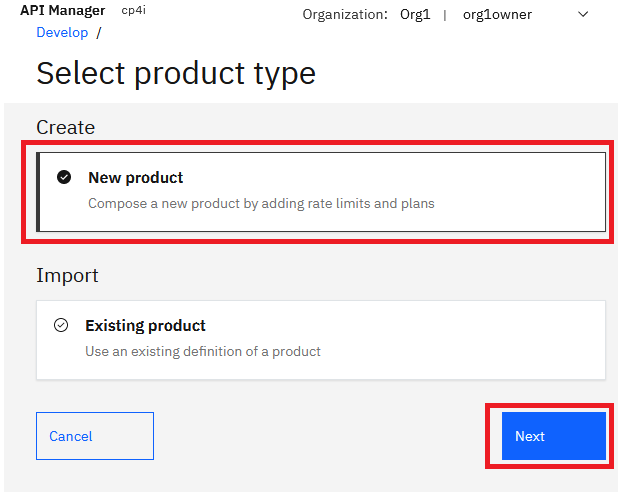 API Manager cp4i Organization: Org1 | org1owner
Develop /
Select product type
Create
New product
Compose a new product by adding rate limits and plans
Import
Existing product
Use an existing definition of a product
Cancel Next